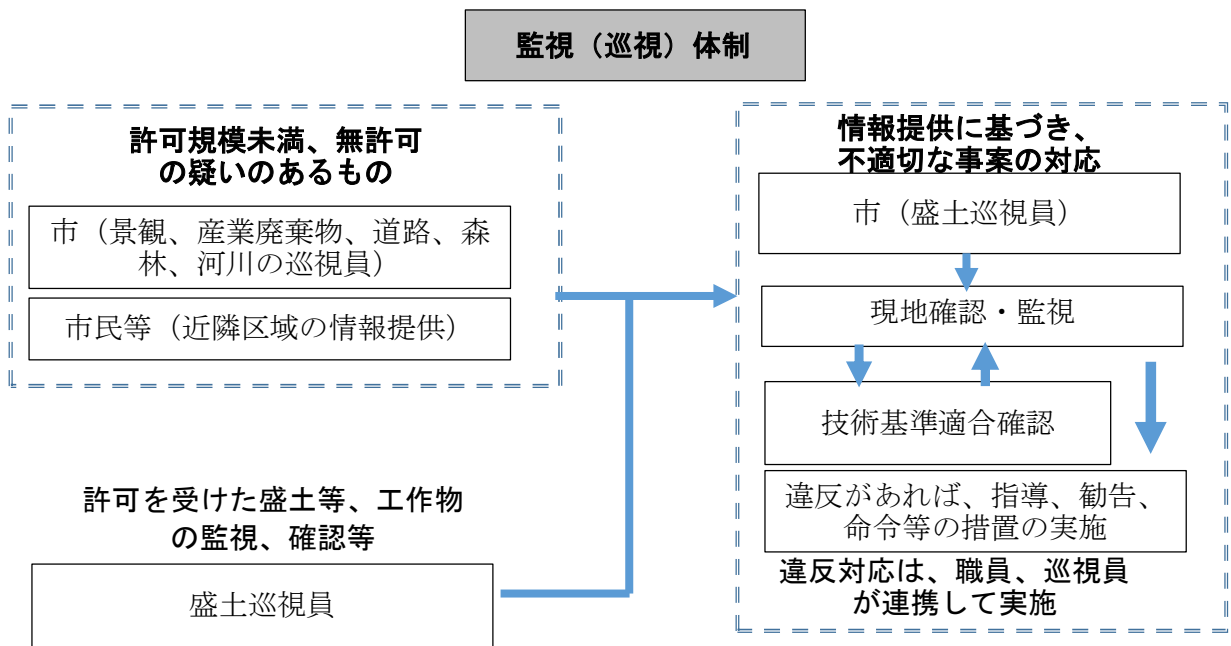 監視（巡視）体制
許可規模未満、無許可
の疑いのあるもの
市（景観、産業廃棄物、道路、森
林、河川の巡視員）
市民等（近隣区域の情報提供）
許可を受けた盛土等、工作物
の監視、確認等
盛土巡視員
情報提供に基づき、
不適切な事案の対応
市（盛土巡視員）
現地確認・監視
技術基準適合確認
違反があれば、指導、勧告、
命令等の措置の実施
違反対応は、職員、巡視員
が連携して実施